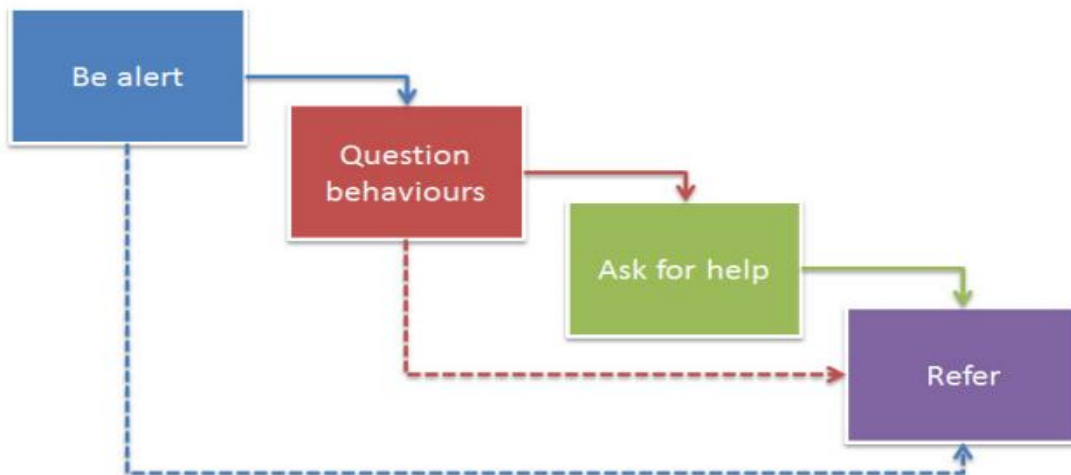 Be alert
Question
behaviours
Ask for help
Refer